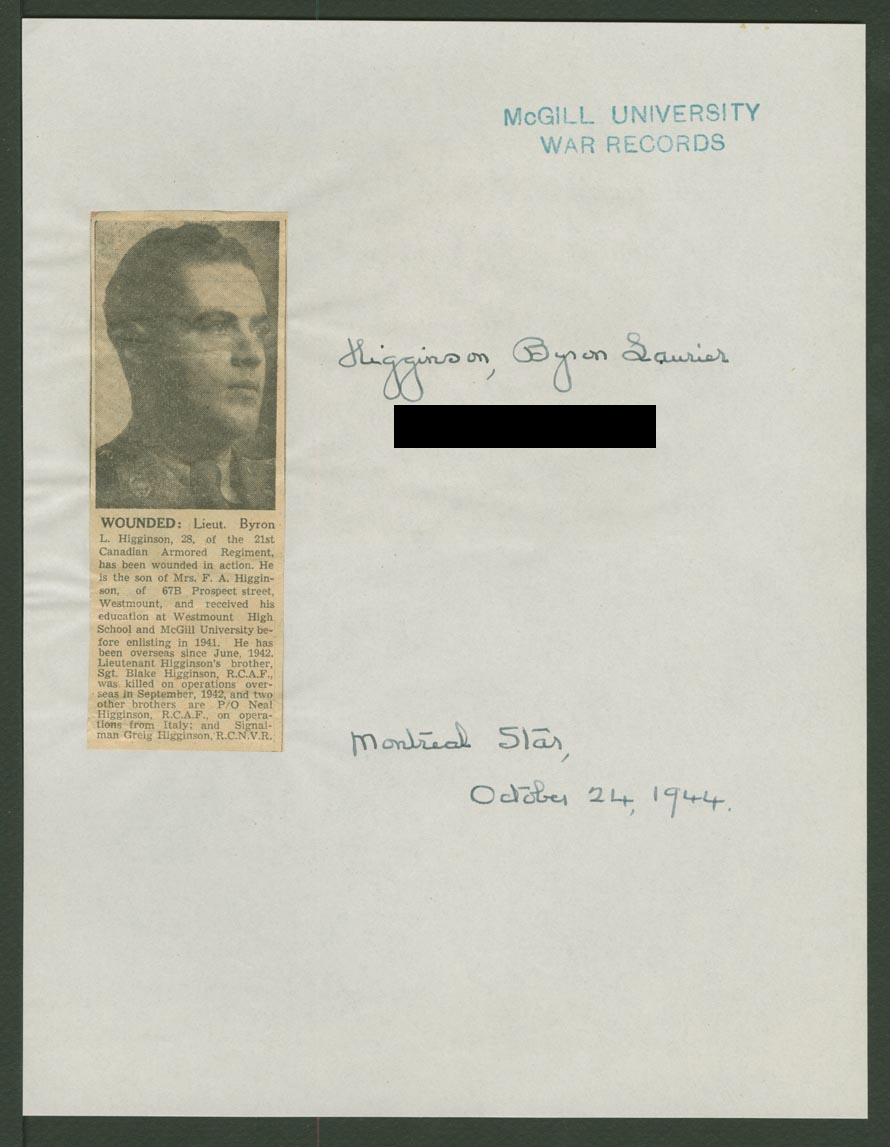 McGILL UNIVERSITY
WAR RECORDS
Higginson, Byron Laurier
WOUNDED: Lieut. Byron
L. Higginson, 28, of the 21st
Canadian Armored Regiment,
has been wounded in action. He
is the son of Mrs. F. A. Higgin-
son, of 67B Prospect street,
Westmount, and received his
education at Westmount High
School and McGill University be-
fore enlisting in 1941. He has
been overseas since June, 1942.
Lieutenant Higginson's brother,
Sgt. Blake Higginson, R.C.A.F.,
was killed on operations over-
seas in September, 1942, and two
other brothers are P/O Neal
Higginson, R.C.A.F., on opera-
tions from Italy; and Signal-
man Greig Higginson, R.C.N.V.R.
Montreal Star,
October 24, 1944.